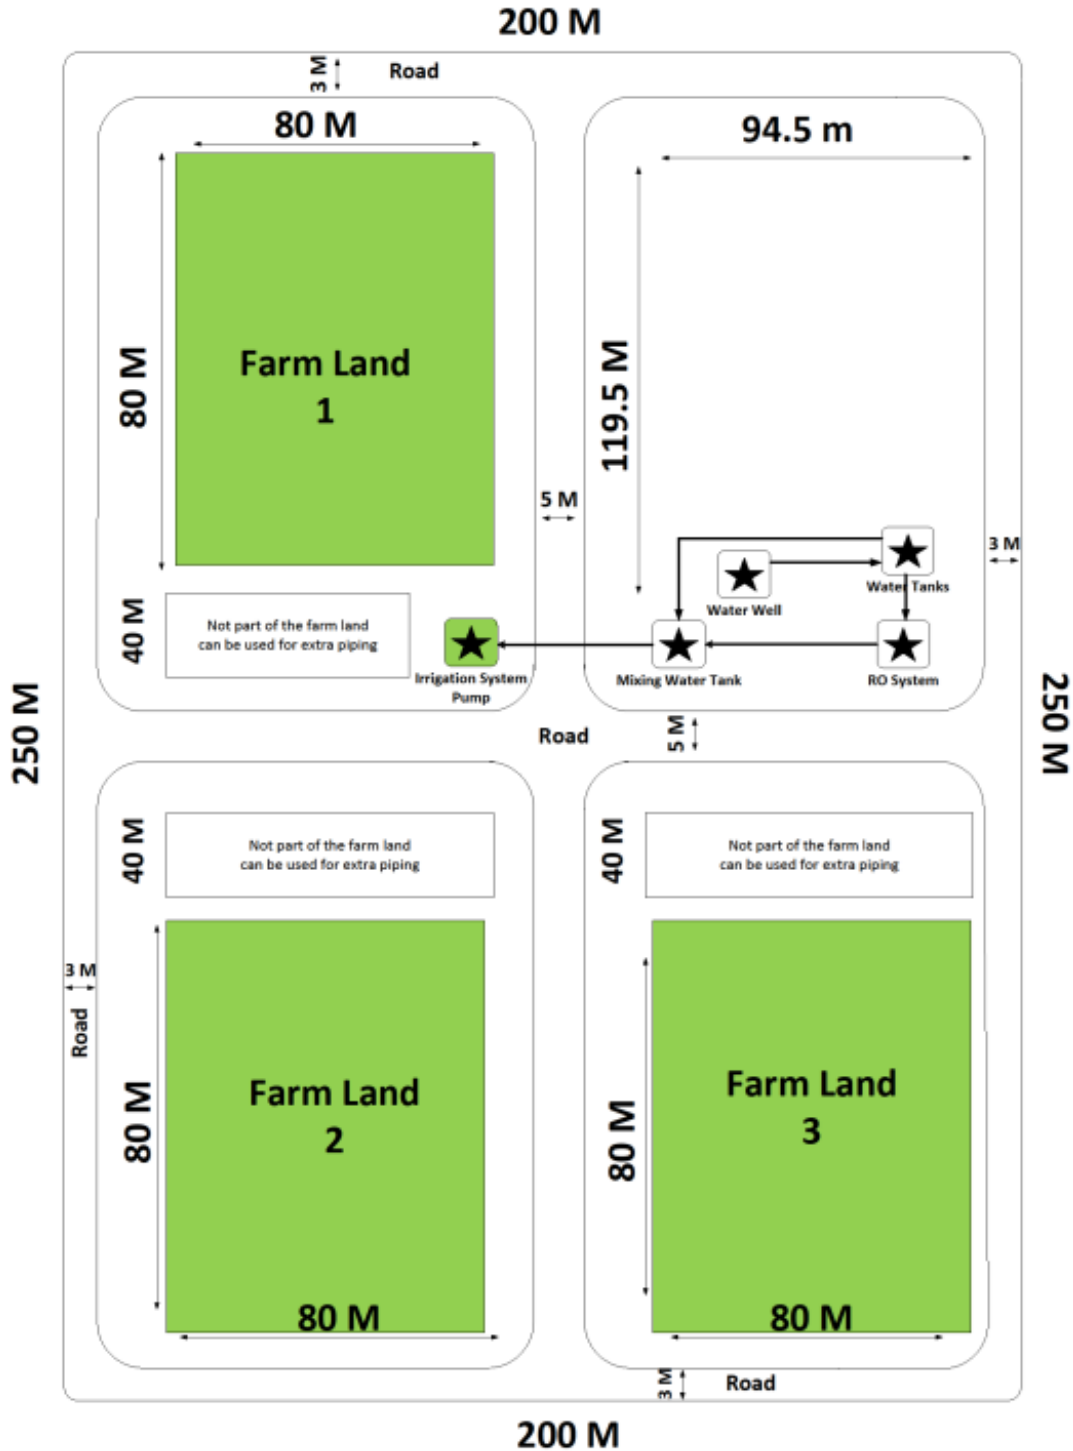 200 M
3 M
Road
80 M
94.5 m
80 M
Farm Land
1
119.5 M
5 M
3 M
Water Tanks
Water Well
40 M
Not part of the farm land
can be used for extra piping
Irrigation System
Pump
Mixing Water Tank
RO System
250 M
250 M
Road
5 M
40 M
Not part of the farm land
can be used for extra piping
40 M
Not part of the farm land
can be used for extra piping
3 M
Road
80 M
Farm Land
2
80 M
80 M
Farm Land
3
80 M
3 M
Road
200 M